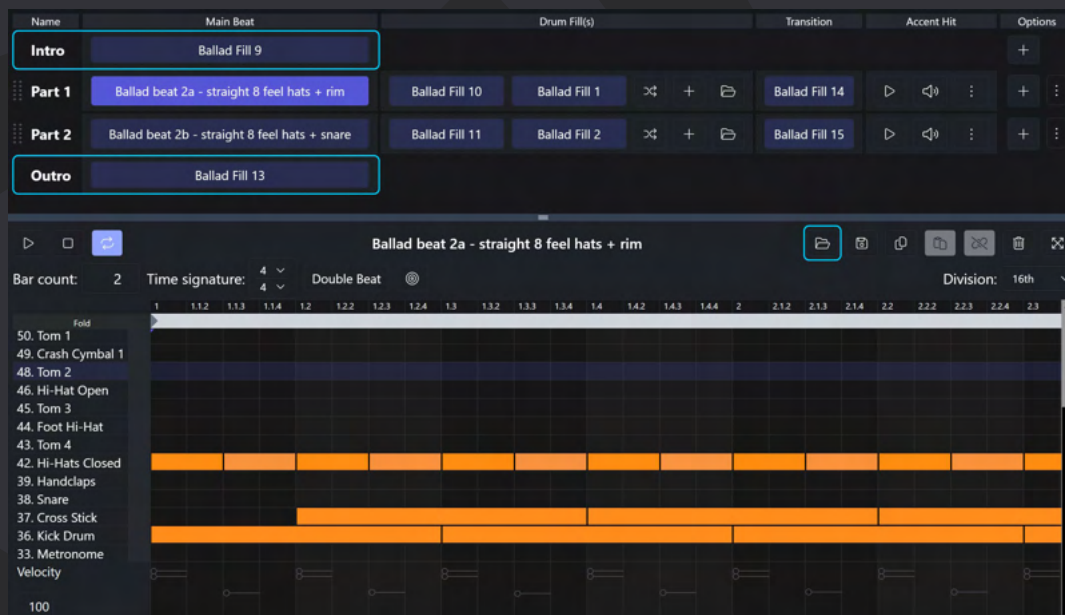 Name Main Beat Drum Fill(s) Transition Accent Hit Options
Intro Ballad Fill 9
Part 1 Ballad beat 2a - straight 8 feel hats + rim Ballad Fill 10 Ballad Fill 1 Ballad Fill 14
Part 2 Ballad beat 2b - straight 8 feel hats + snare Ballad Fill 11 Ballad Fill 2 Ballad Fill 15
Outro Ballad Fill 13
Ballad beat 2a - straight 8 feel hats + rim
Bar count: 2 Time signature: 4 4 Double Beat Division: 16th
1 1.1.2 1.1.3 1.1.4 1.2 1.2.2 1.2.3 1.2.4 1.3 1.3.2 1.3.3 1.3.4 1.4 1.4.2 1.4.3 1.4.4 2 2.1.2 2.1.3 2.1.4 2.2 2.2.2 2.2.3 2.2.4 2.3
Fold
50. Tom 1
49. Crash Cymbal 1
48. Tom 2
46. Hi-Hat Open
45. Tom 3
44. Foot Hi-Hat
43. Tom 4
42. Hi-Hats Closed
39. Handclaps
38. Snare
37. Cross Stick
36. Kick Drum
33. Metronome
Velocity
100